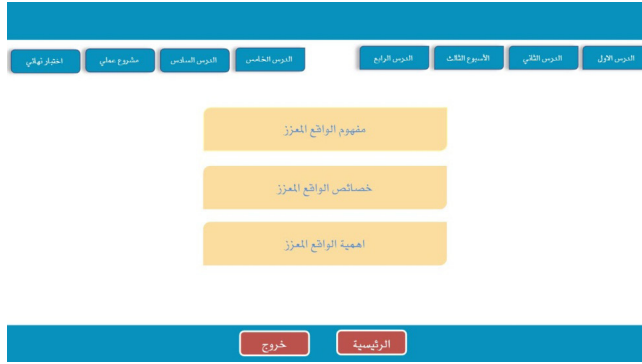 الدرس الاول
الدرس الثاني
الأسبوع الثالث
الدرس الرابع
الدرس الخامس
الدرس السادس
مشروع عملي
اختبار نهائي
مفهوم الواقع المعزز
خصائص الواقع المعزز
اهمية الواقع المعزز
الرئيسية
خروج